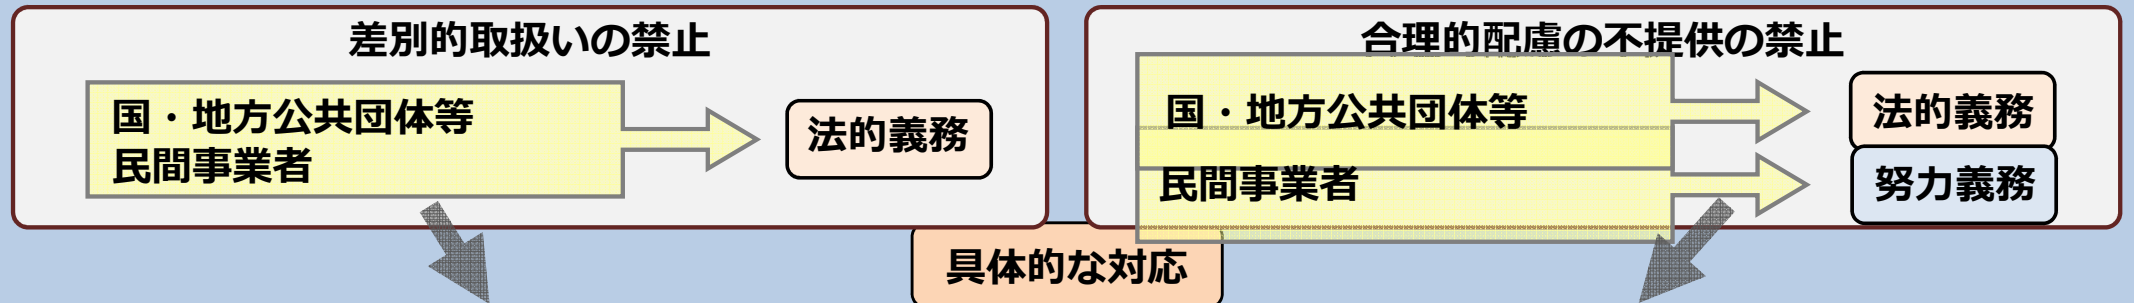 差別的取扱いの禁止
国・地方公共団体等
民間事業者
法的義務
合理的配慮の不提供の禁止
国・地方公共団体等
法的義務
民間事業者
努力義務
具体的な対応